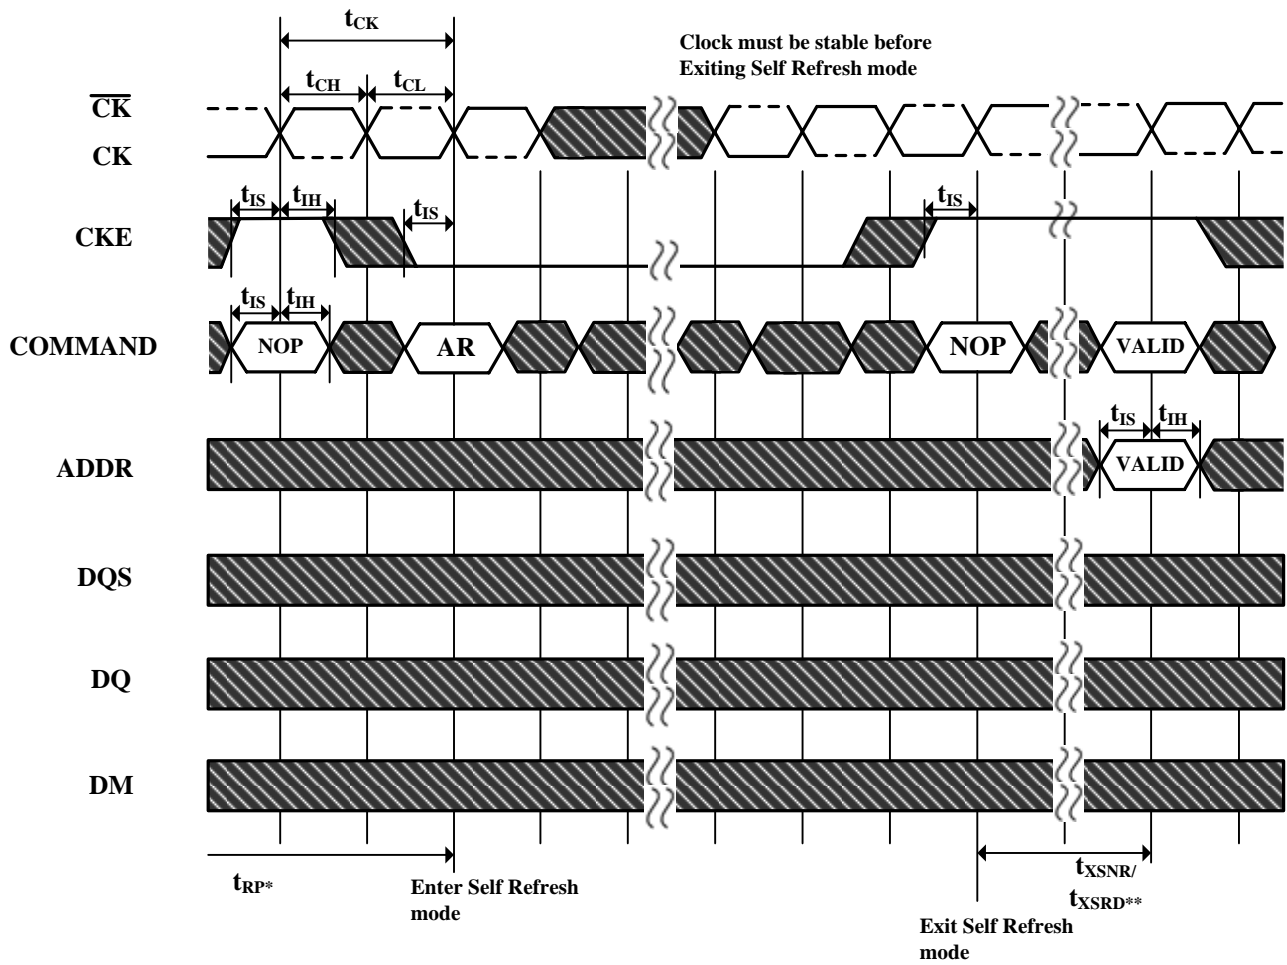 tCK
Clock must be stable before
Exiting Self Refresh mode
tCH
tCL
CK
CK
tIS
tIH
tIS
tIS
CKE
tIS
tIH
COMMAND
NOP
AR
NOP
VALID
tIS
tIH
ADDR
VALID
DQS
DQ
DM
tRP*
Enter Self Refresh
mode
tXSNR/
tXSRD**
Exit Self Refresh
mode